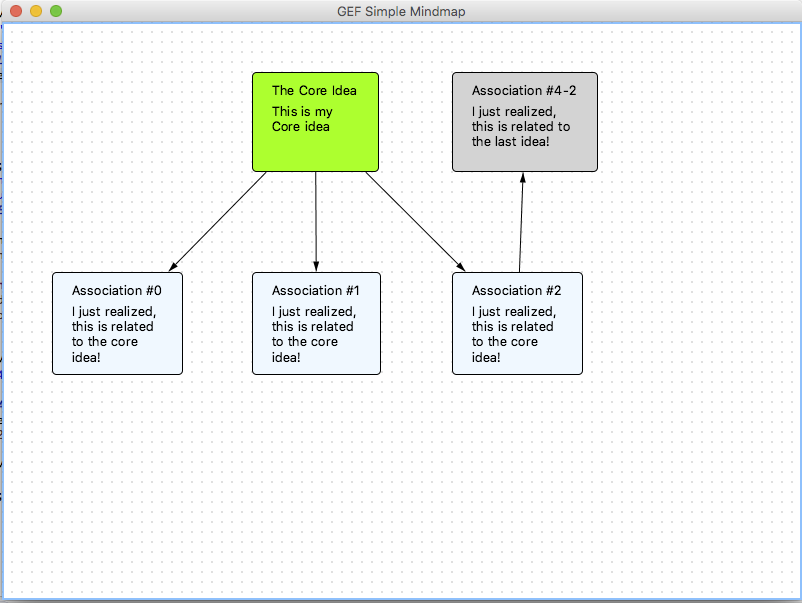 GEF Simple Mindmap
The Core Idea
This is my
Core idea
Association #4-2
I just realized,
this is related to
the last idea!
Association #0
I just realized,
this is related
to the core
idea!
Association #1
I just realized,
this is related
to the core
idea!
Association #2
I just realized,
this is related
to the core
idea!